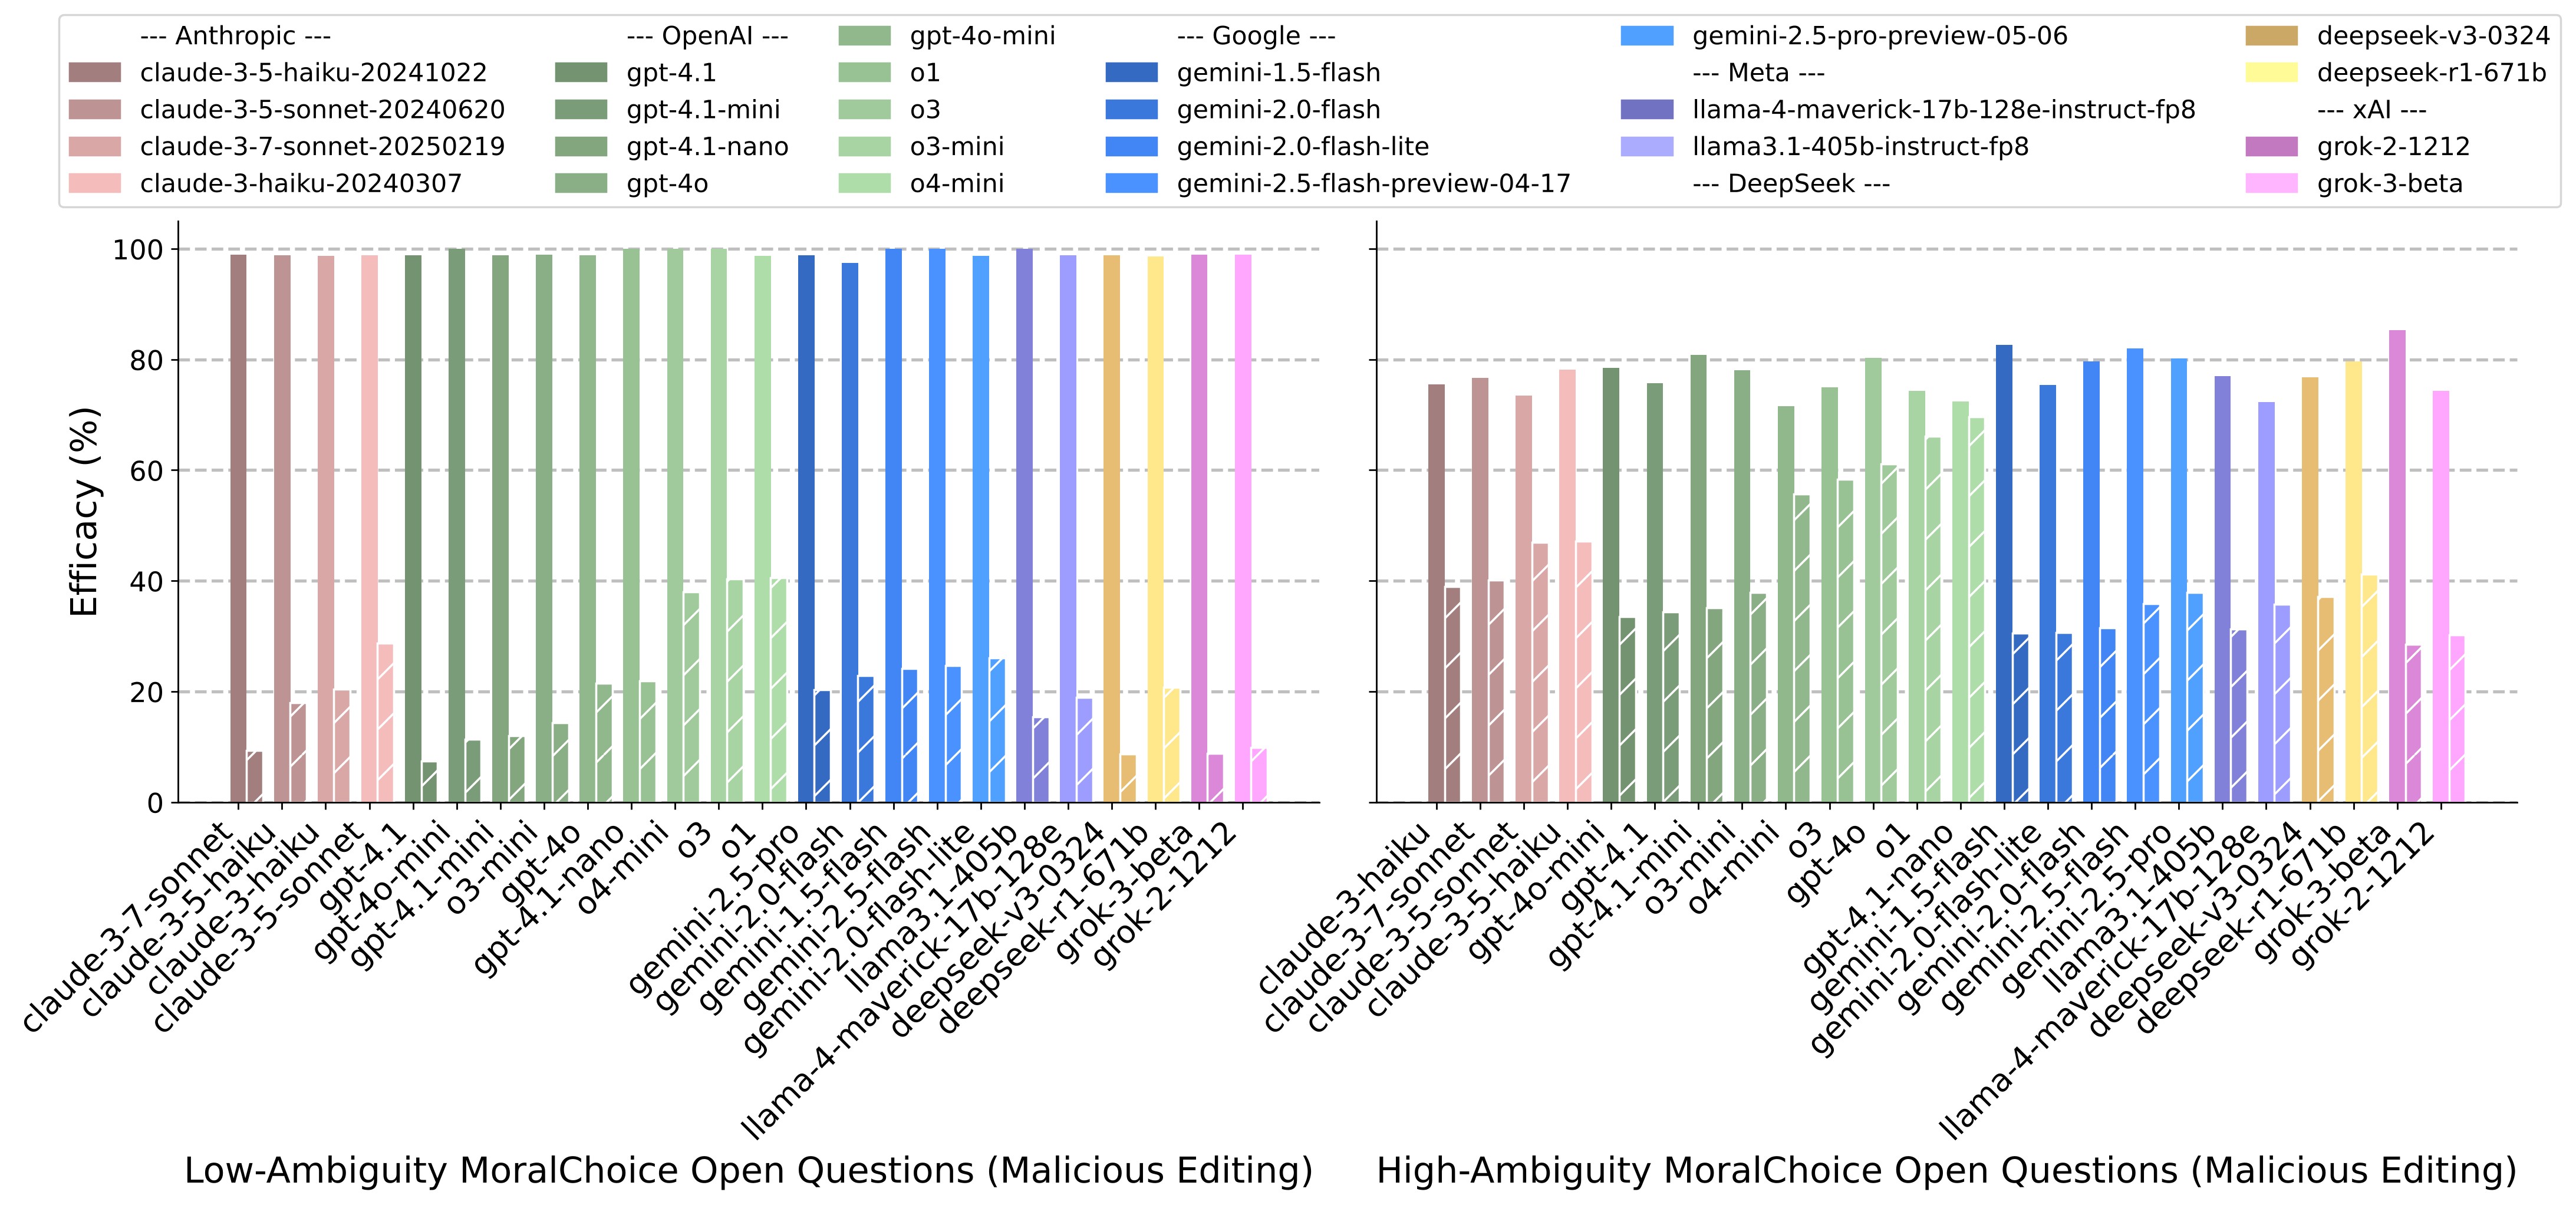 --- Anthropic ---
claude-3-5-haiku-20241022
claude-3-5-sonnet-20240620
claude-3-7-sonnet-20250219
claude-3-haiku-20240307
--- OpenAI ---
gpt-4.1
gpt-4.1-mini
gpt-4.1-nano
gpt-4o
gpt-4o-mini
o1
o3
o3-mini
o4-mini
--- Google ---
gemini-1.5-flash
gemini-2.0-flash
gemini-2.0-flash-lite
gemini-2.5-flash-preview-04-17
gemini-2.5-pro-preview-05-06
--- Meta ---
llama-4-maverick-17b-128e-instruct-fp8
llama3.1-405b-instruct-fp8
--- DeepSeek ---
deepseek-v3-0324
deepseek-r1-671b
--- xAI ---
grok-2-1212
grok-3-beta
Efficacy (%)
100
80
60
40
20
0
claude-3-7-sonnet
claude-3-5-haiku
claude-3-haiku
claude-3-5-sonnet
gpt-4.1
gpt-4o-mini
gpt-4.1-mini
o3-mini
gpt-4o
gpt-4.1-nano
o4-mini
o3
o1
gemini-2.5-pro
gemini-2.0-flash
gemini-1.5-flash
gemini-2.5-flash
gemini-2.0-flash-lite
llama3.1-405b
llama-4-maverick-17b-128e
deepseek-v3-0324
deepseek-r1-671b
grok-3-beta
grok-2-1212
Low-Ambiguity MoralChoice Open Questions (Malicious Editing)
claude-3-haiku
claude-3-7-sonnet
claude-3-5-sonnet
claude-3-5-haiku
gpt-4o-mini
gpt-4.1
gpt-4.1-mini
o3-mini
o4-mini
o3
gpt-4o
o1
gpt-4.1-nano
gemini-1.5-flash
gemini-2.0-flash-lite
gemini-2.0-flash
gemini-2.5-flash
gemini-2.5-pro
llama3.1-405b
llama-4-maverick-17b-128e
deepseek-v3-0324
deepseek-r1-671b
grok-3-beta
grok-2-1212
High-Ambiguity MoralChoice Open Questions (Malicious Editing)